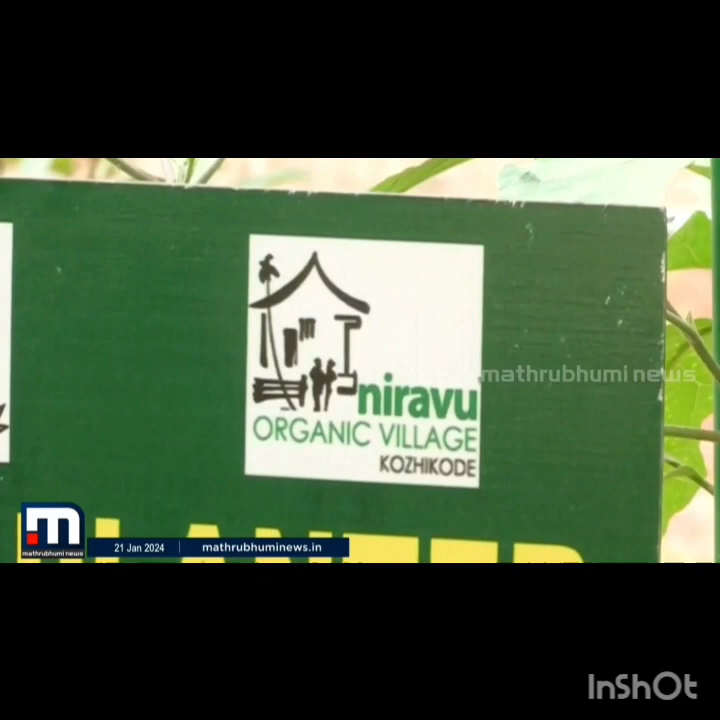 niravu
ORGANIC VILLAGE
KOZHIKODE
mathrubhumi news
mathrubhumi news
21 Jan 2024
mathrubhuminews.in
InShOt